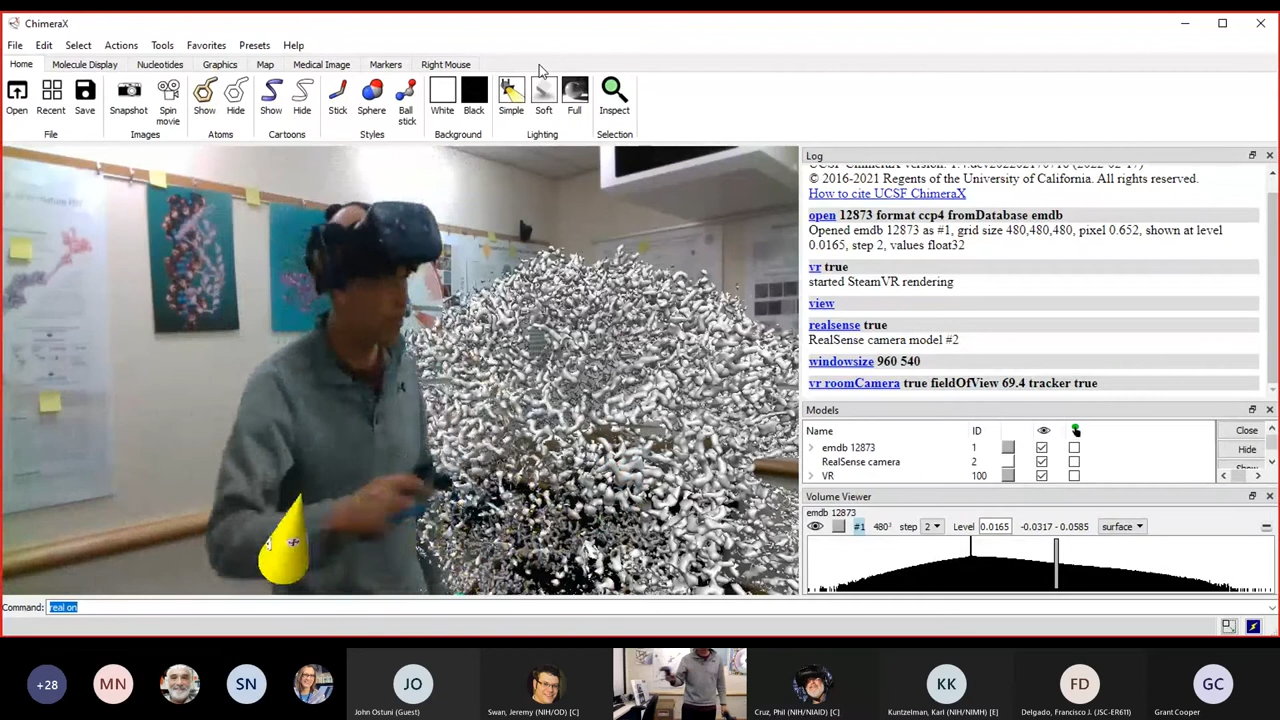 ChimeraX
File Edit Select Actions Tools Favorites Presets Help
Home Molecule Display Nucleotides Graphics Map Medical Image Markers Right Mouse
Open Recent Save Snapshot Spin movie Show Hide Show Hide Stick Sphere Ball stick White Black Simple Soft Full Inspect
File Images Atoms Cartoons Styles Background Lighting Selection
Log
© 2016-2021 Regents of the University of California. All rights reserved.
How to cite UCSF ChimeraX
open 12873 format ccp4 fromDatabase emdb
Opened emdb 12873 as #1, grid size 480,480,480, pixel 0.652, shown at level
0.0165, step 2, values float32
vr true
started SteamVR rendering
view
realsense true
RealSense camera model #2
windowsize 960 540
vr roomCamera true fieldOfView 69.4 tracker true
Models
Name ID Close
emdb 12873 1
Hide
RealSense camera 2
VR 100
Volume Viewer
emdb 12873
#1 480³ step 2 Level 0.0165 -0.0317 - 0.0585 surface
Command: real on
+28 MN SN JO KK FD GC
John Ostuni (Guest) Swan, Jeremy (NIH/OD) [C] Cruz, Phil (NIH/NIAID) [C] Kuntzelman, Karl (NIH/NIMH) [E] Delgado, Francisco J. (JSC-ER611) Grant Cooper